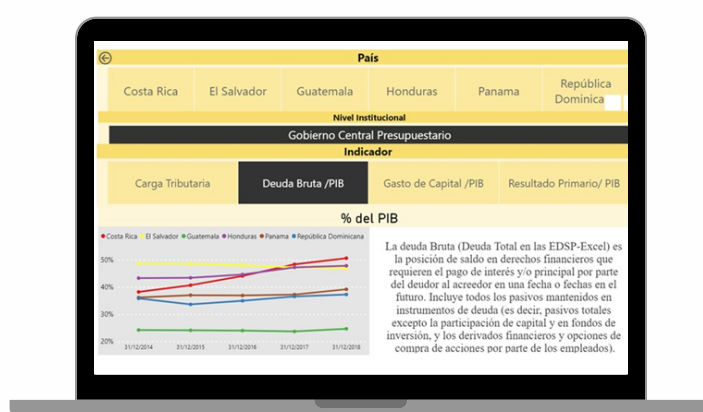 País
Costa Rica El Salvador Guatemala Honduras Panama República
Dominica
Nivel Institucional
Gobierno Central Presupuestario
Indicador
Carga Tributaria Deuda Bruta /PIB Gasto de Capital /PIB Resultado Primario/ PIB
% del PIB
Costa Rica El Salvador Guatemala Honduras Panama República Dominicana
50%
40%
30%
20%
31/12/2014 31/12/2015 31/12/2016 31/12/2017 31/12/2018
La deuda Bruta (Deuda Total en las EDSP-Excel) es
la posición de saldo en derechos financieros que
requieren el pago de interés y/o principal por parte
del deudor al acreedor en una fecha o fechas en el
futuro. Incluye todos los pasivos mantenidos en
instrumentos de deuda (es decir, pasivos totales
excepto la participación de capital y en fondos de
inversión, y los derivados financieros y opciones de
compra de acciones por parte de los empleados).